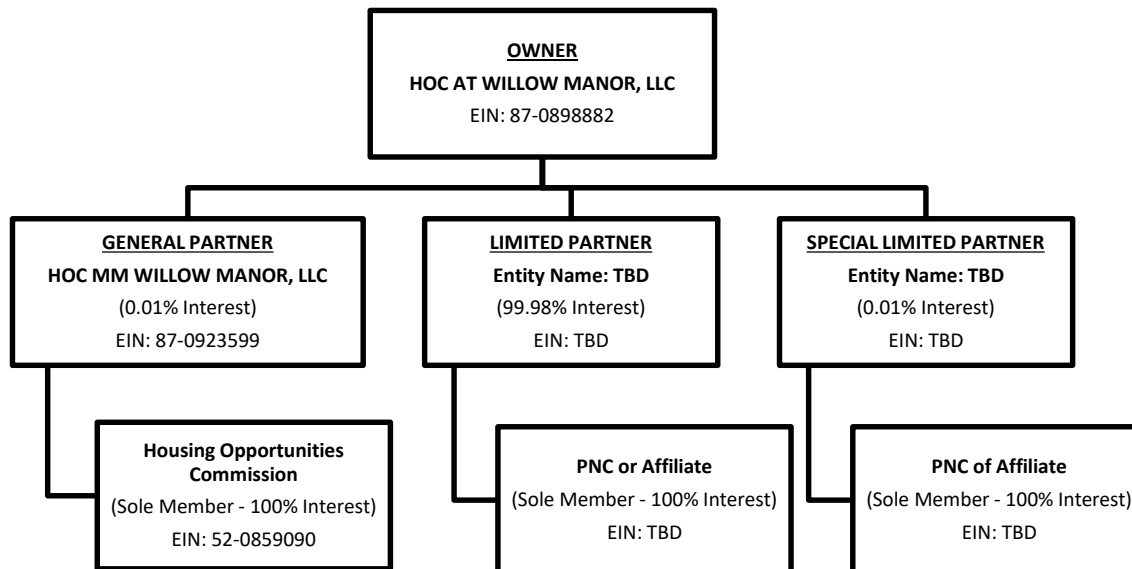 OWNER
HOC AT WILLOW MANOR, LLC
EIN: 87-0898882
GENERAL PARTNER
HOC MM WILLOW MANOR, LLC
(0.01% Interest)
EIN: 87-0923599
LIMITED PARTNER
Entity Name: TBD
(99.98% Interest)
EIN: TBD
SPECIAL LIMITED PARTNER
Entity Name: TBD
(0.01% Interest)
EIN: TBD
Housing Opportunities
Commission
(Sole Member - 100% Interest)
EIN: 52-0859090
PNC or Affiliate
(Sole Member - 100% Interest)
EIN: TBD
PNC of Affiliate
(Sole Member - 100% Interest)
EIN: TBD